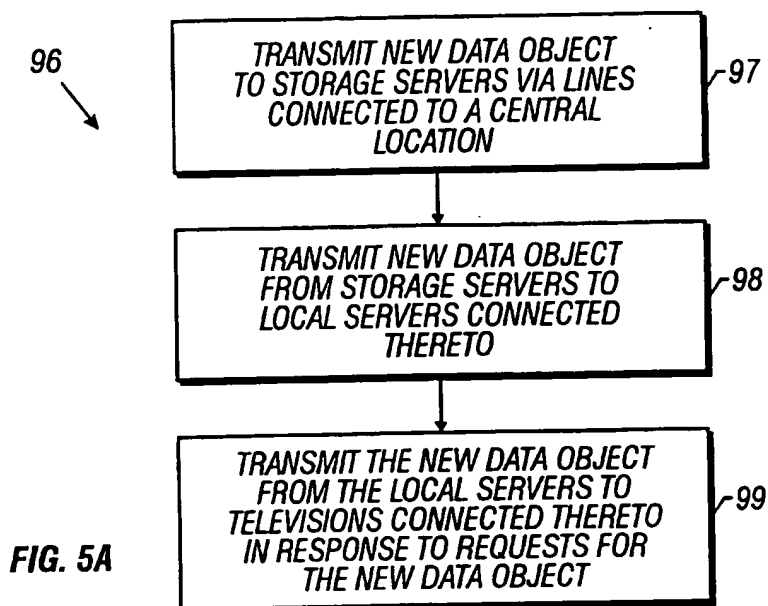 96
TRANSMIT NEW DATA OBJECT
TO STORAGE SERVERS VIA LINES
CONNECTED TO A CENTRAL
LOCATION
97
TRANSMIT NEW DATA OBJECT
FROM STORAGE SERVERS TO
LOCAL SERVERS CONNECTED
THERETO
98
TRANSMIT THE NEW DATA OBJECT
FROM THE LOCAL SERVERS TO
TELEVISIONS CONNECTED THERETO
IN RESPONSE TO REQUESTS FOR
THE NEW DATA OBJECT
99
FIG. 5A